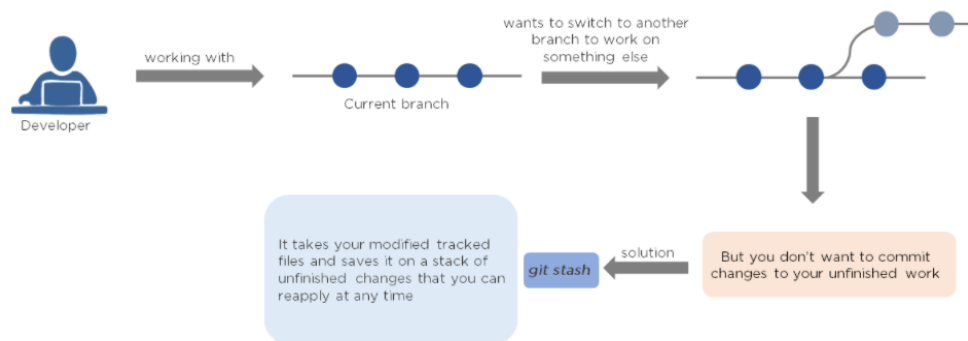 Developer
working with
Current branch
wants to switch to another
branch to work on
something else
But you don't want to commit
changes to your unfinished work
solution
git stash
It takes your modified tracked
files and saves it on a stack of
unfinished changes that you can
reapply at any time